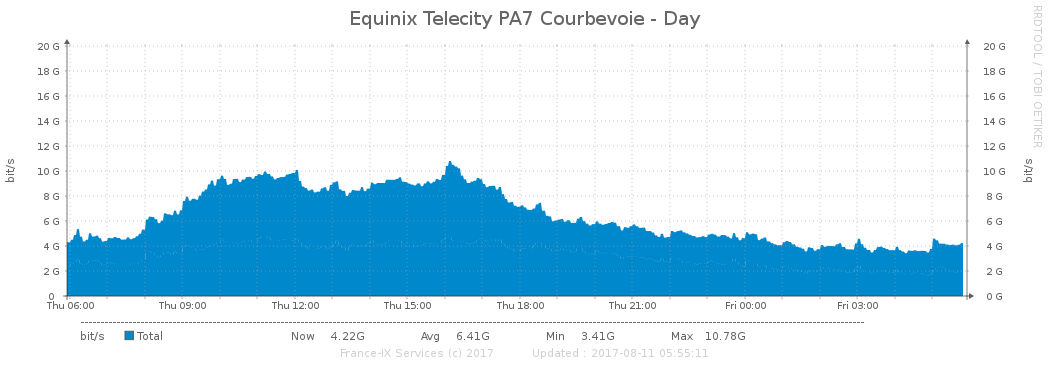 Equinix Telecity PA7 Courbevoie - Day
RRDTOOL / TOBI OETIKER
bit/s
20 G 20 G
18 G 18 G
16 G 16 G
14 G 14 G
12 G 12 G
10 G 10 G
8 G 8 G
6 G 6 G
4 G 4 G
2 G 2 G
0 0 G
bit/s
Thu 06:00 Thu 09:00 Thu 12:00 Thu 15:00 Thu 18:00 Thu 21:00 Fri 00:00 Fri 03:00
bit/s Total Now 4.22G Avg 6.41G Min 3.41G Max 10.78G
France-IX Services (c) 2017 Updated : 2017-08-11 05:55:11